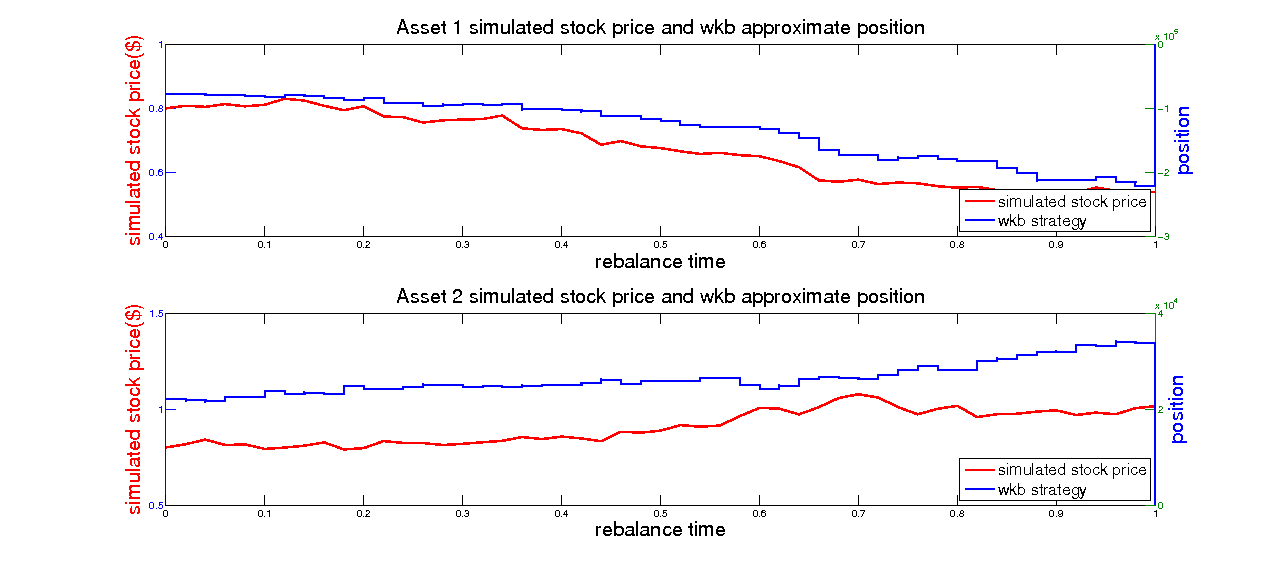 Asset 1 simulated stock price and wkb approximate position
simulated stock price($)
1
0.8
0.6
0.4
x 10
0
-1
-2
-3
position
simulated stock price
wkb strategy
0 0.1 0.2 0.3 0.4 0.5 0.6 0.7 0.8 0.9 1
rebalance time
Asset 2 simulated stock price and wkb approximate position
simulated stock price($)
1.5
1
0.5
x 10^4
4
2
0
position
simulated stock price
wkb strategy
0 0.1 0.2 0.3 0.4 0.5 0.6 0.7 0.8 0.9 1
rebalance time